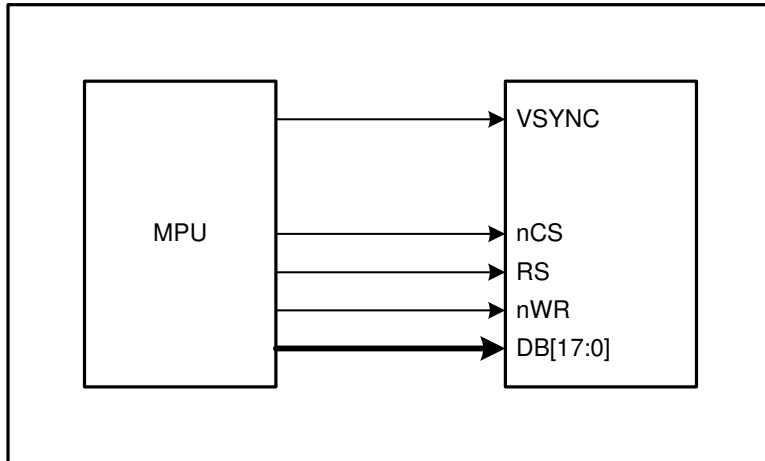 VSYNC
MPU
nCS
RS
nWR
DB[17:0]